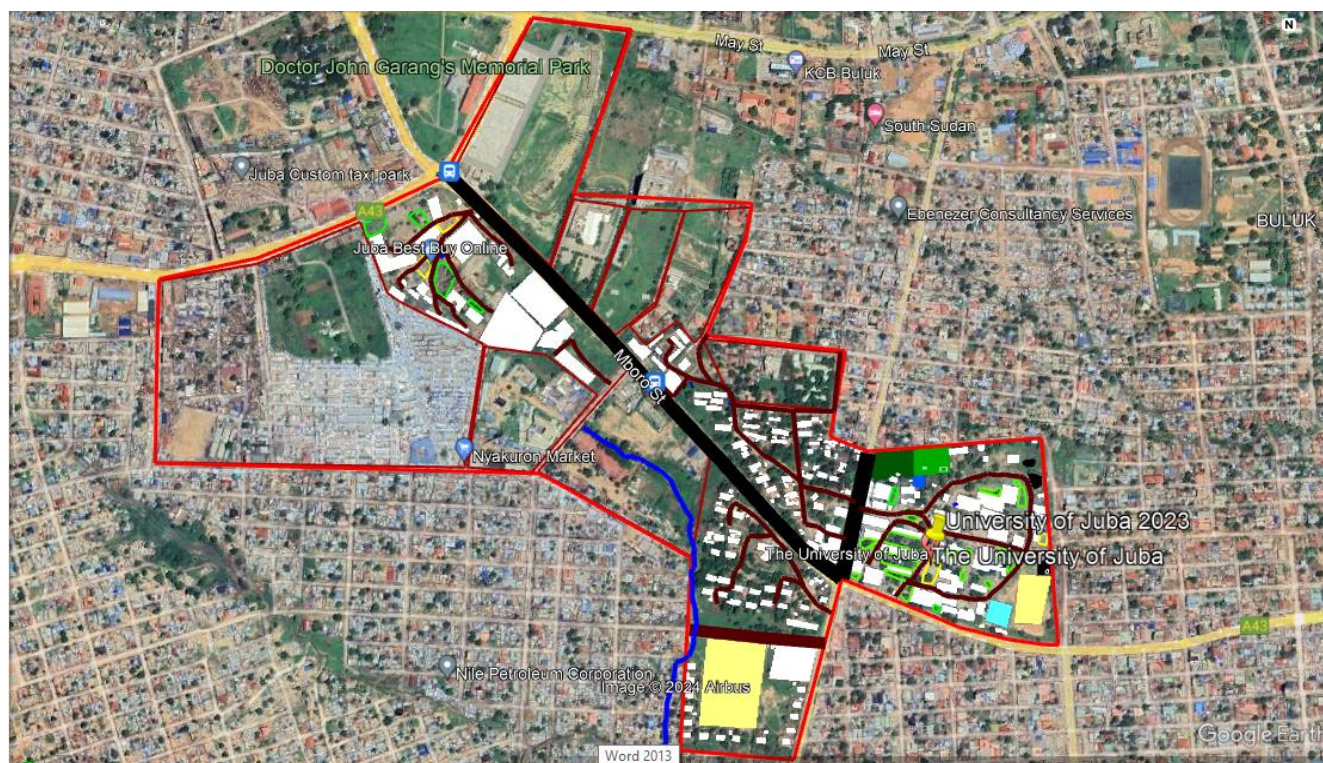 N
May St
May St
Doctor John Garang's Memorial Park
KCB Buluk
South Sudan
Juba Custom taxi park
A43
Ebenezer Consultancy Services
BULUK
Juba Best Buy Online
Mboro St
Nyakuron Market
University of Juba 2023
The University of Juba
The University of Juba
A43
Nile Petroleum Corporation
Image © 2024 Airbus
Google Earth
Word 2013